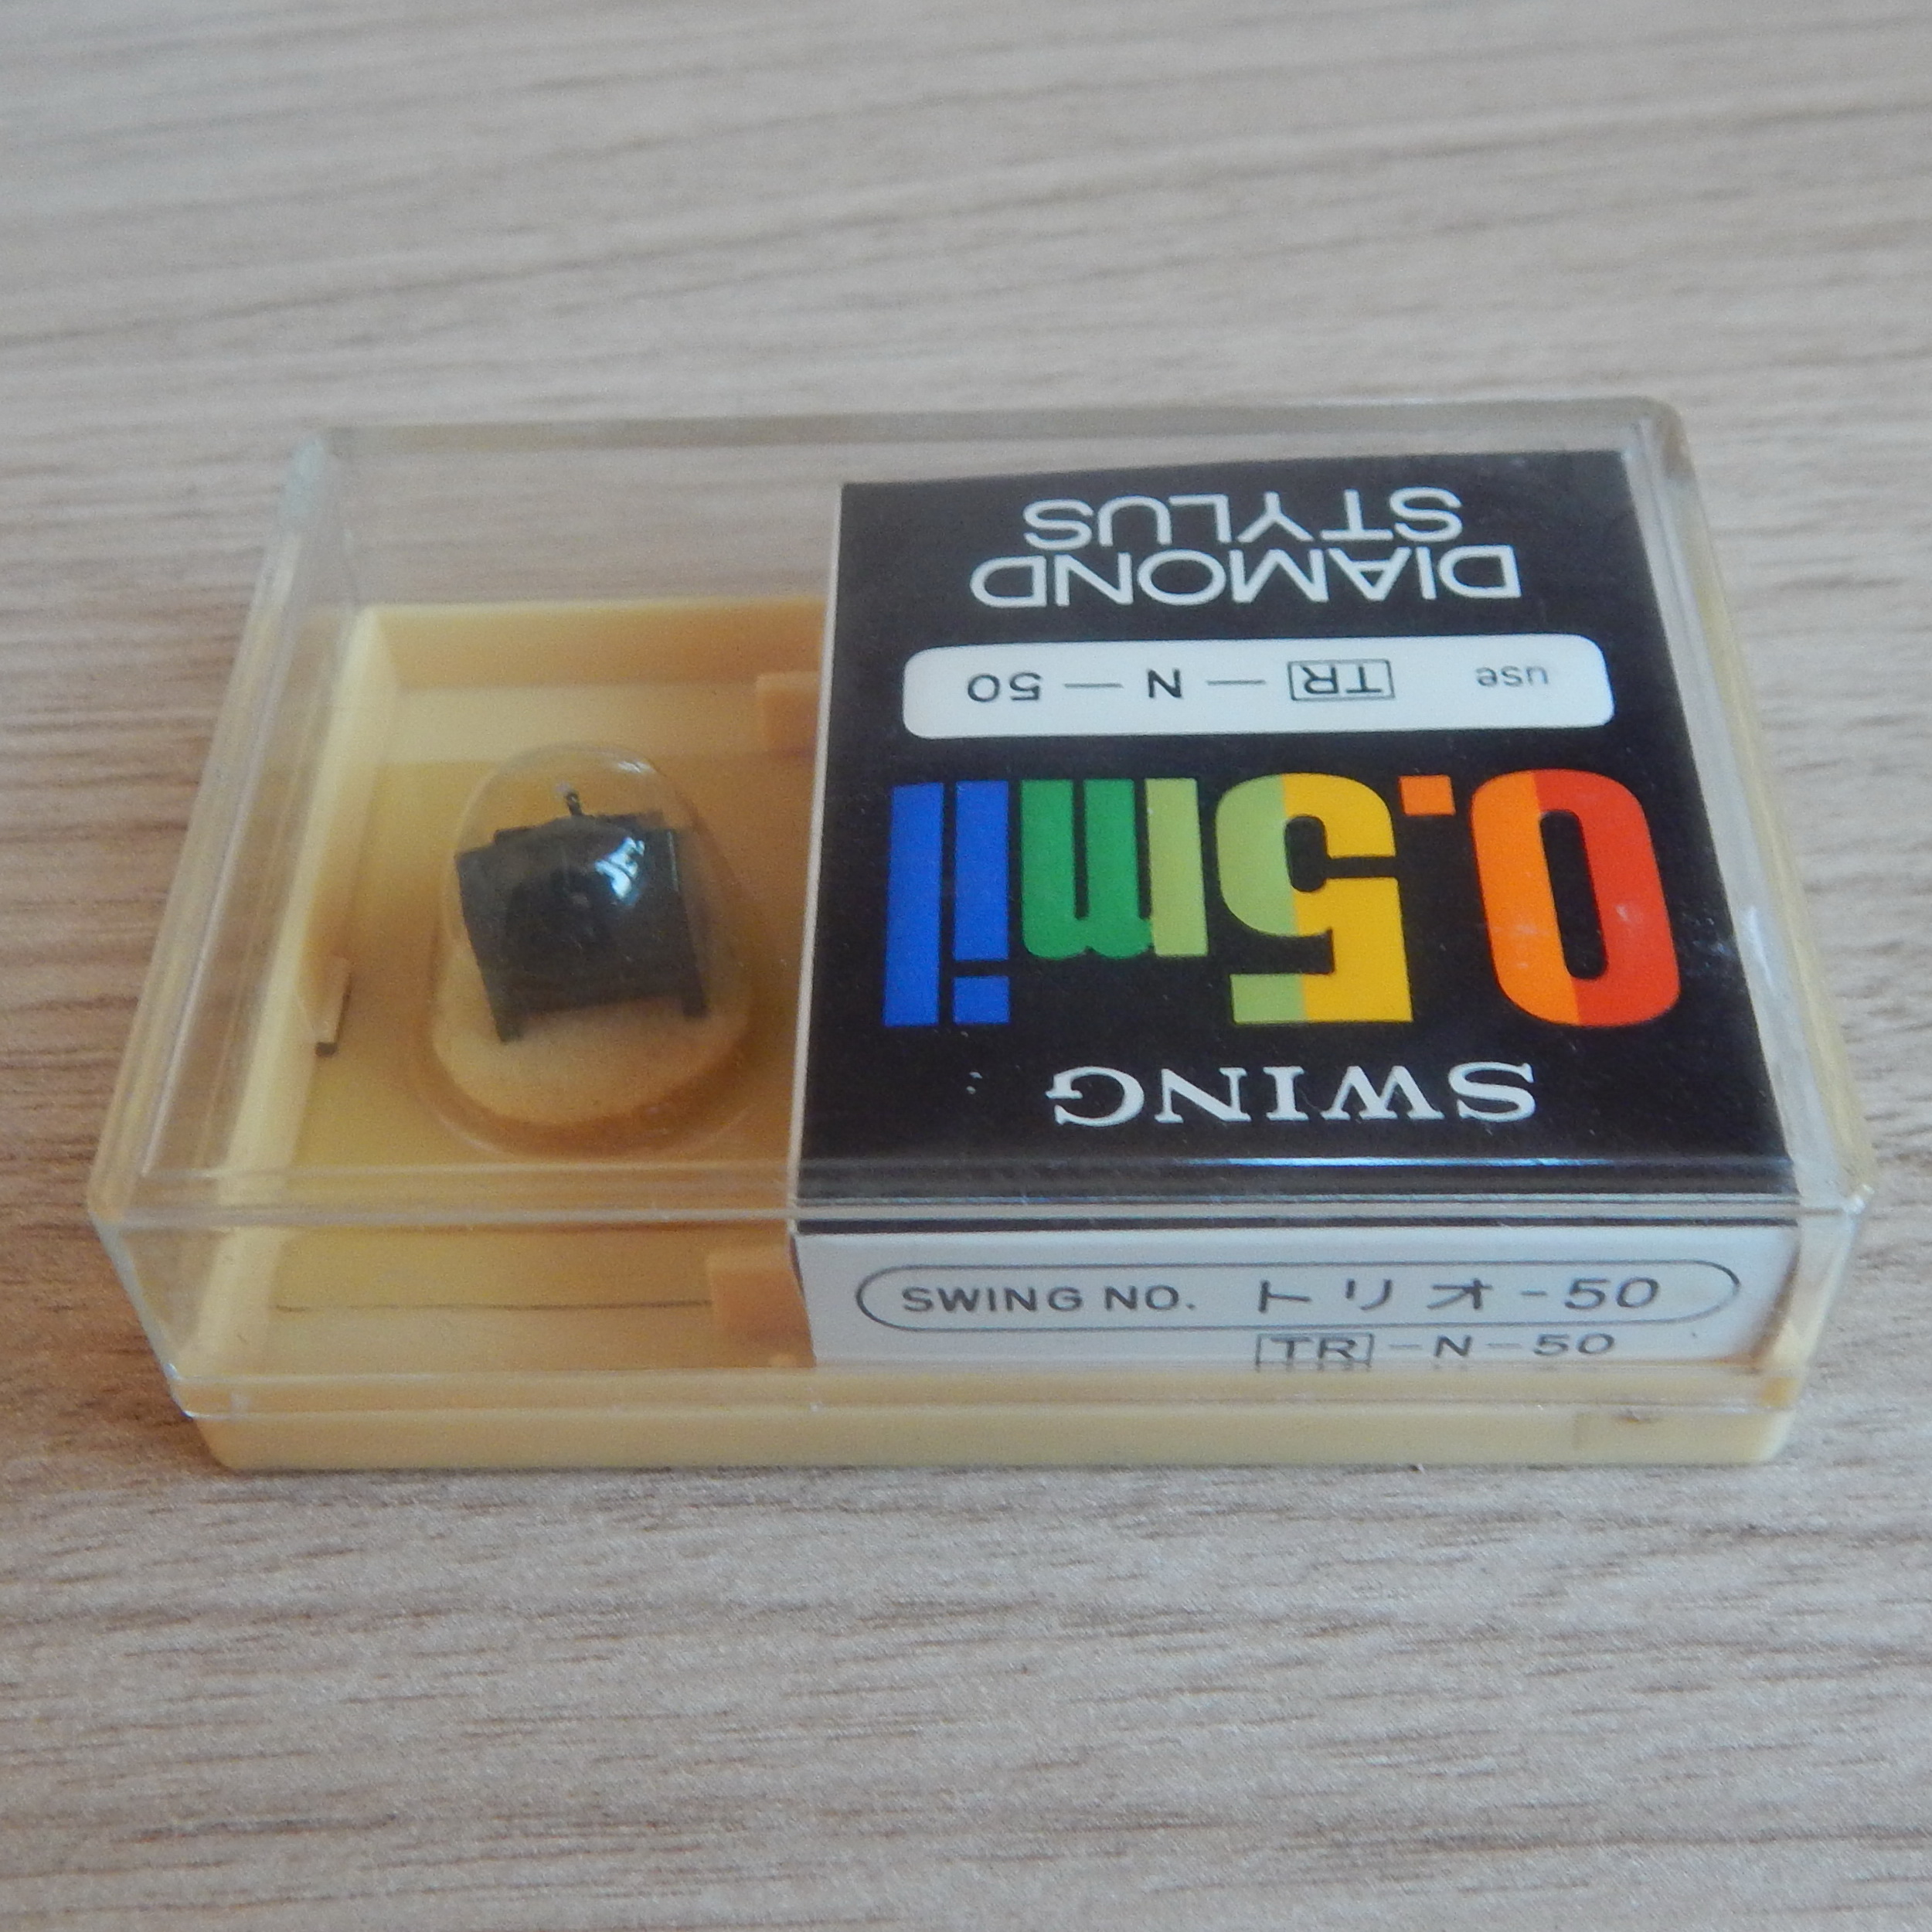 SWING
0.5mil
use TR — N — 50
DIAMOND
STYLUS
SWING NO. トリオ-50
TR-N-50